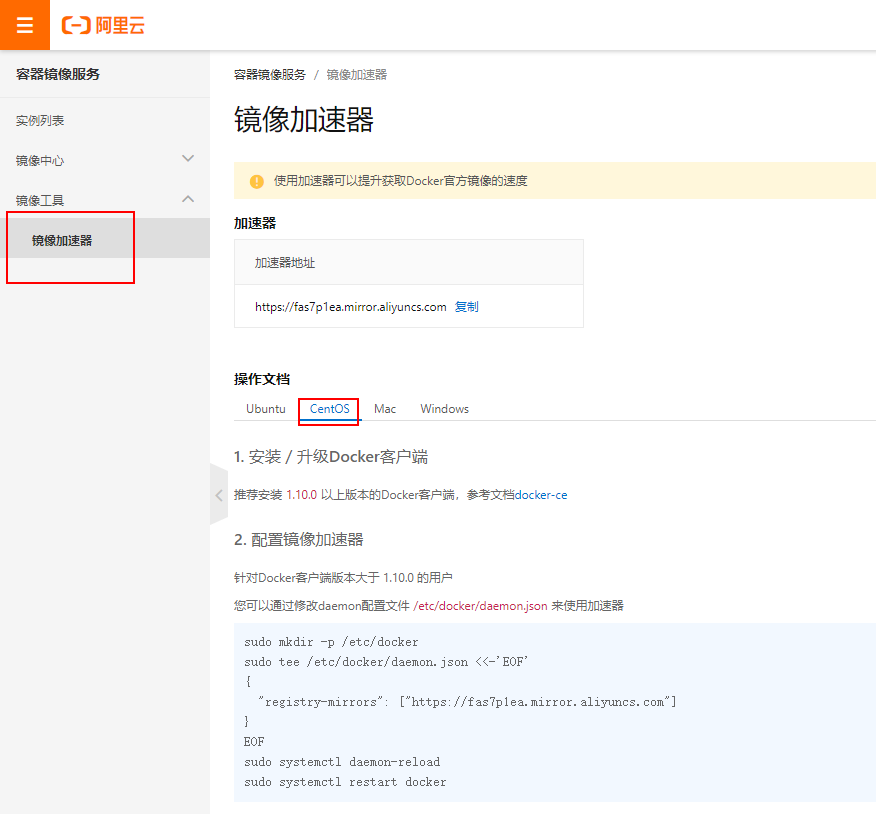 阿里云
容器镜像服务
实例列表
镜像中心
镜像工具
镜像加速器
容器镜像服务 / 镜像加速器
镜像加速器
使用加速器可以提升获取Docker官方镜像的速度
加速器
加速器地址
https://fas7p1ea.mirror.aliyuncs.com 复制
操作文档
Ubuntu CentOS Mac Windows
1. 安装 / 升级Docker客户端
推荐安装 1.10.0 以上版本的Docker客户端，参考文档docker-ce
2. 配置镜像加速器
针对Docker客户端版本大于 1.10.0 的用户
您可以通过修改daemon配置文件 /etc/docker/daemon.json 来使用加速器
sudo mkdir -p /etc/docker
sudo tee /etc/docker/daemon.json <<-'EOF'
{
  "registry-mirrors": ["https://fas7p1ea.mirror.aliyuncs.com"]
}
EOF
sudo systemctl daemon-reload
sudo systemctl restart docker